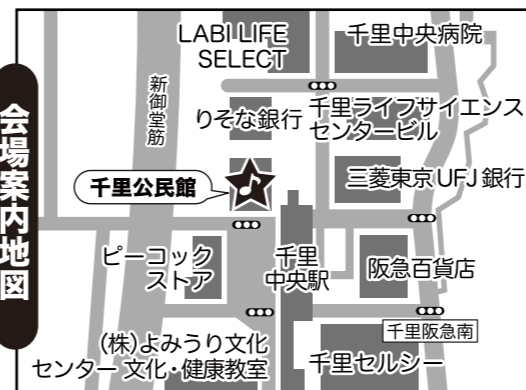 会場案内地図
LABI LIFE
SELECT
千里中央病院
新御堂筋
りそな銀行
千里ライフサイエンス
センタービル
千里公民館
三菱東京UFJ銀行
ピーコック
ストア
千里
中央駅
阪急百貨店
千里阪急南
(株)よみうり文化
センター 文化・健康教室
千里セルシー